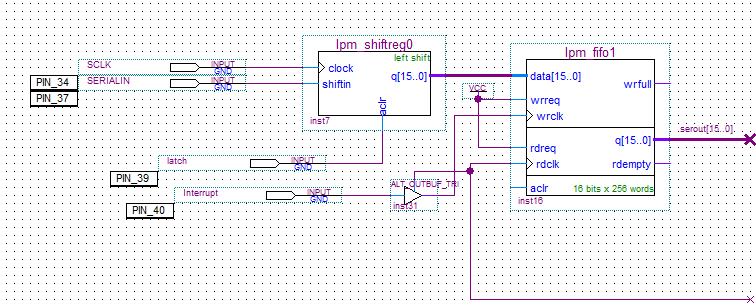 lpm_shiftreg0
left shift
SCLK
INPUT
GND
clock
q[15..0]
PIN_34
SERIALIN
INPUT
GND
shiftin
PIN_37
aclr
inst7
lpm_fifo1
data[15..0]
wrfull
VCC
wrreq
wrclk
serout[15..0]
q[15..0]
rdreq
rdclk
rdempty
aclr
16 bits x 256 words
inst16
latch
INPUT
GND
PIN_39
ALT_OUTBUF_TRI
Interrupt
INPUT
GND
inst31
PIN_40